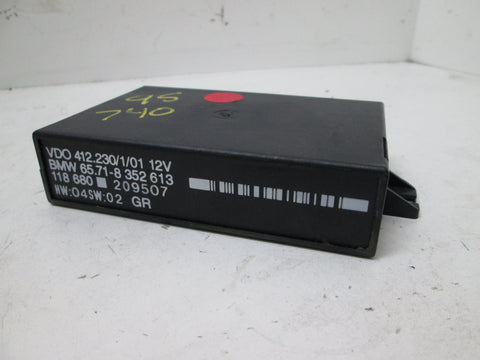 95
740
VDO 412.230/1/01 12V
BMW 65.71-8 352 613
118 680 209507
HW:04SW:02 GR